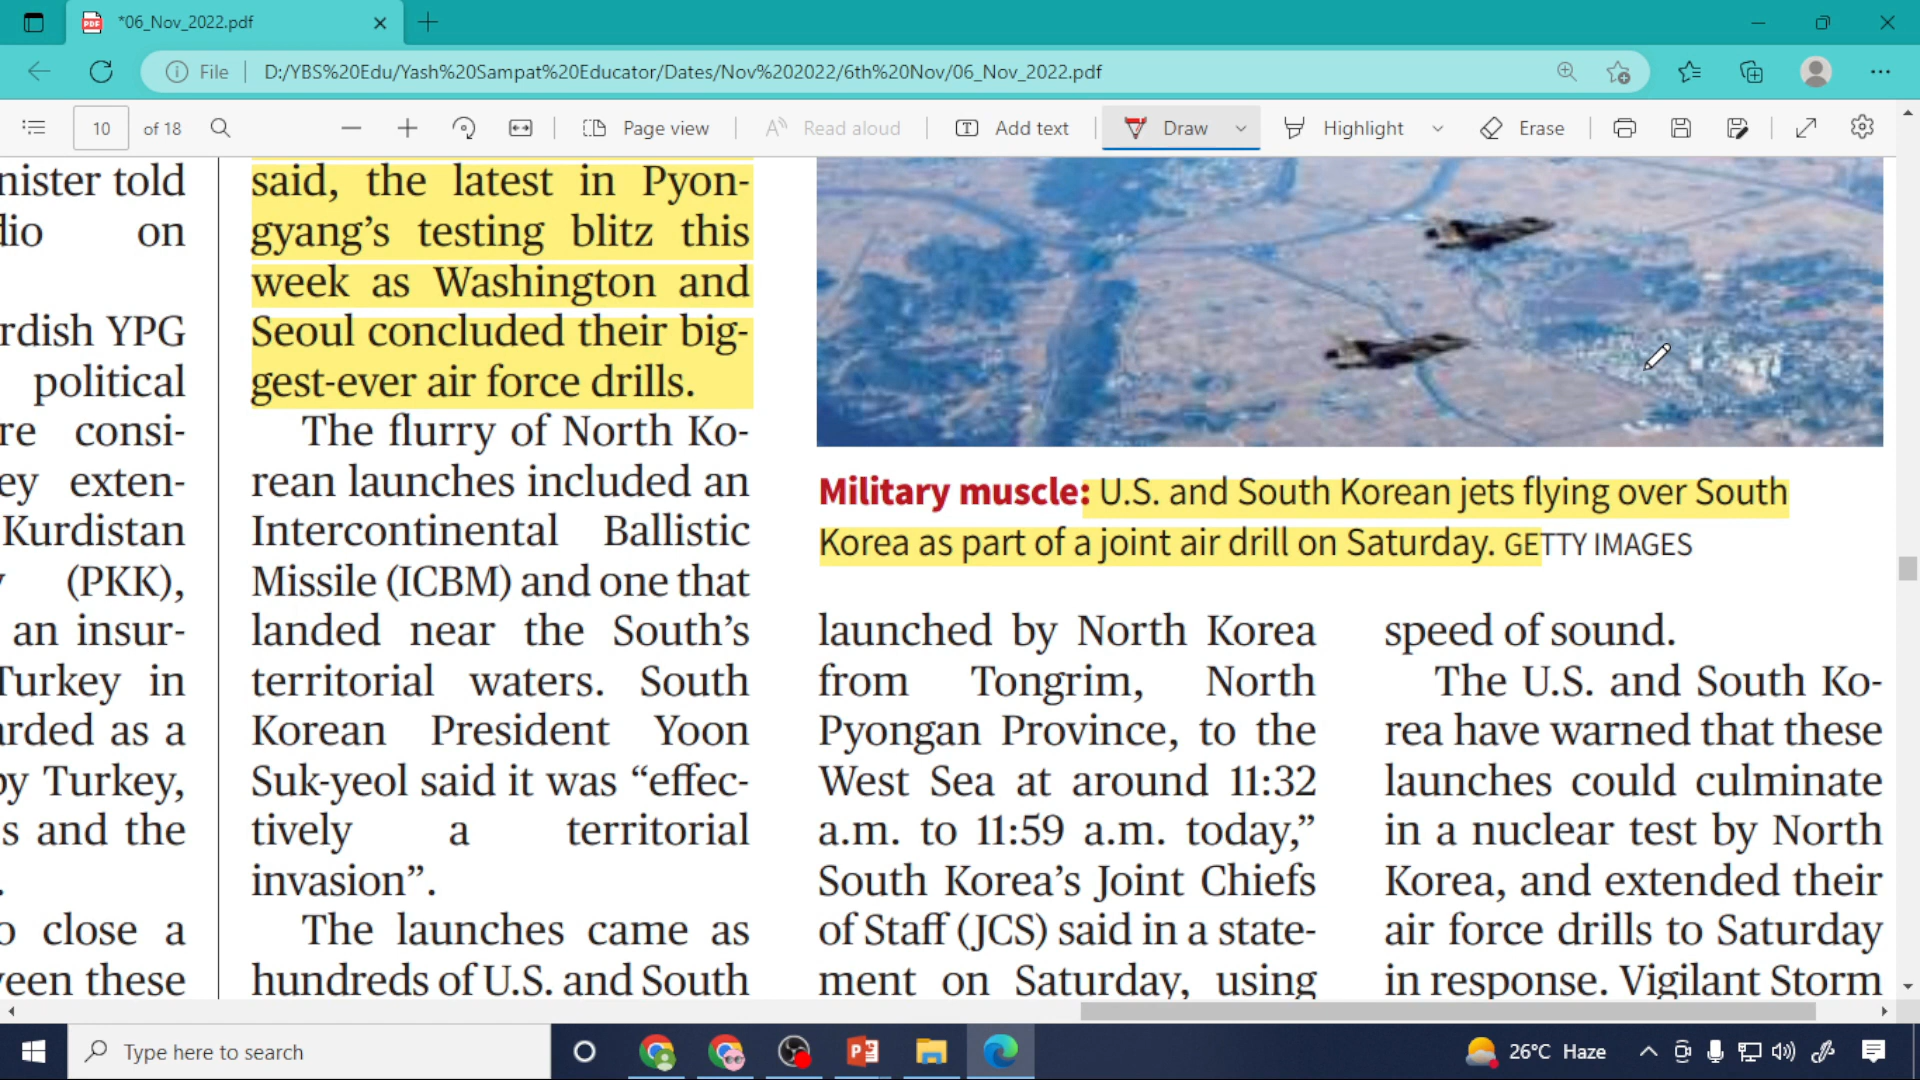 *06_Nov_2022.pdf
File
D:/YBS%20Edu/Yash%20Sampat%20Educator/Dates/Nov%202022/6th%20Nov/06_Nov_2022.pdf
10 of 18
Page view
Read aloud
Add text
Draw
Highlight
Erase
nister told
dio on
rdish YPG
political
re consi-
ey exten-
Kurdistan
(PKK),
an insur-
Turkey in
arded as a
by Turkey,
s and the
.
o close a
ween these
said, the latest in Pyon-
gyang’s testing blitz this
week as Washington and
Seoul concluded their big-
gest-ever air force drills.
The flurry of North Ko-
rean launches included an
Intercontinental Ballistic
Missile (ICBM) and one that
landed near the South’s
territorial waters. South
Korean President Yoon
Suk-yeol said it was “effec-
tively a territorial
invasion”.
The launches came as
hundreds of U.S. and South
Military muscle: U.S. and South Korean jets flying over South
Korea as part of a joint air drill on Saturday. GETTY IMAGES
launched by North Korea
from Tongrim, North
Pyongan Province, to the
West Sea at around 11:32
a.m. to 11:59 a.m. today,”
South Korea’s Joint Chiefs
of Staff (JCS) said in a state-
ment on Saturday, using
speed of sound.
The U.S. and South Ko-
rea have warned that these
launches could culminate
in a nuclear test by North
Korea, and extended their
air force drills to Saturday
in response. Vigilant Storm
Type here to search
26°C Haze